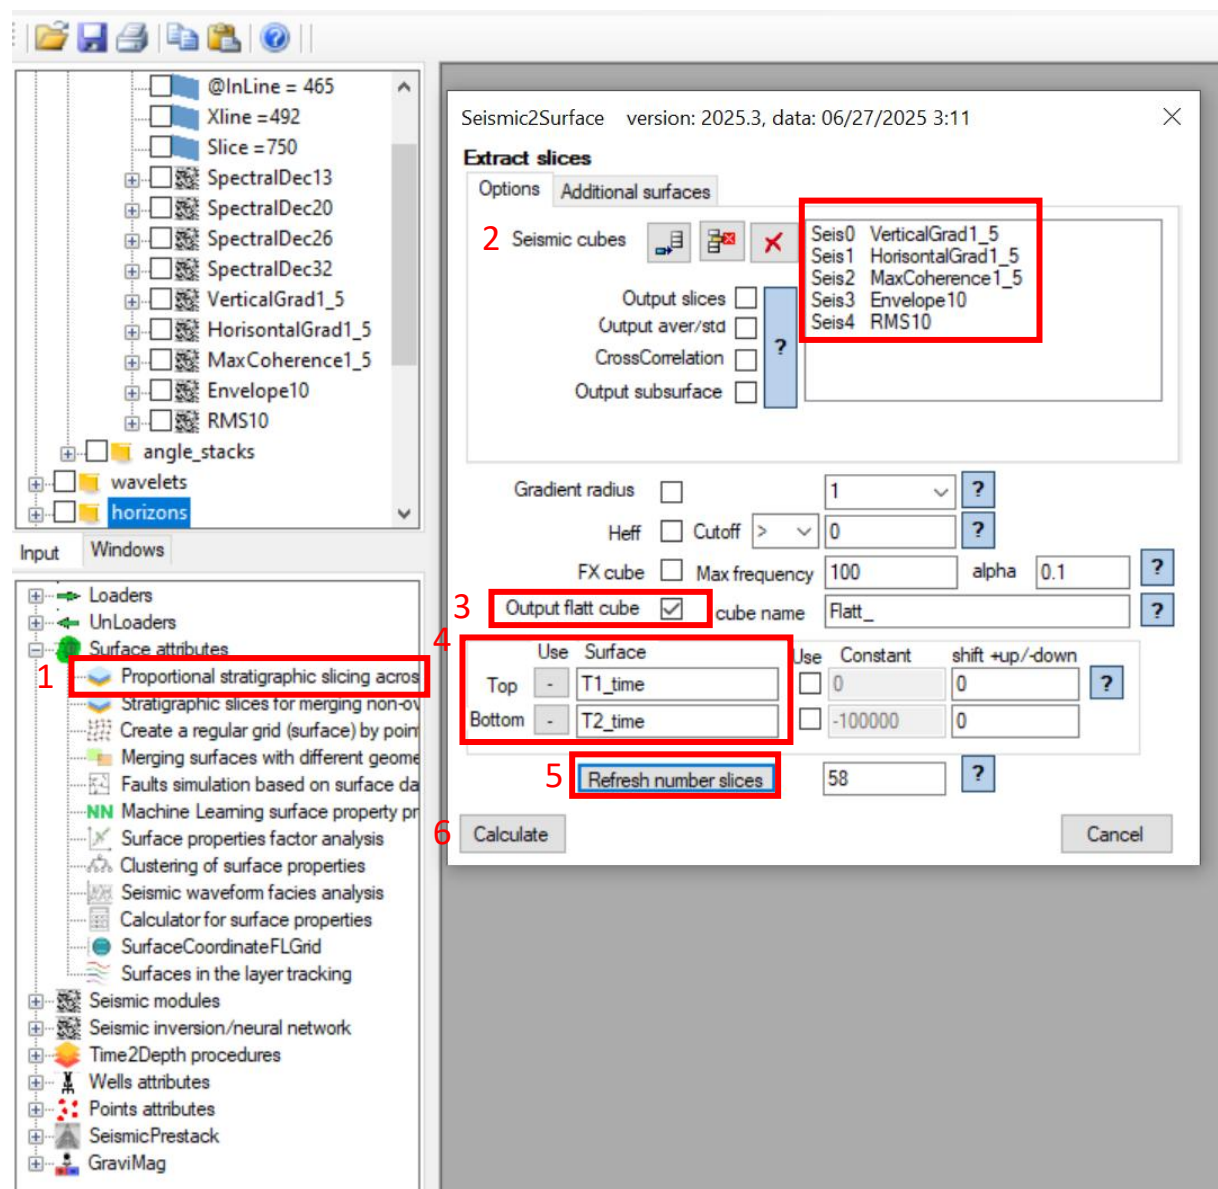 @InLine = 465
Xline =492
Slice =750
SpectralDec13
SpectralDec20
SpectralDec26
SpectralDec32
VerticalGrad1_5
HorisontalGrad1_5
MaxCoherence1_5
Envelope10
RMS10
angle_stacks
wavelets
horizons
Input Windows
Loaders
UnLoaders
Surface attributes
1 Proportional stratigraphic slicing acros
Stratigraphic slices for merging non-ov
Create a regular grid (surface) by point
Merging surfaces with different geome
Faults simulation based on surface da
NN Machine Learning surface property pr
Surface properties factor analysis
Clustering of surface properties
Seismic waveform facies analysis
Calculator for surface properties
SurfaceCoordinateFLGrid
Surfaces in the layer tracking
Seismic modules
Seismic inversion/neural network
Time2Depth procedures
Wells attributes
Points attributes
SeismicPrestack
GraviMag
Seismic2Surface version: 2025.3, data: 06/27/2025 3:11
Extract slices
Options Additional surfaces
2 Seismic cubes
Seis0 VerticalGrad1_5
Seis1 HorisontalGrad1_5
Seis2 MaxCoherence1_5
Seis3 Envelope10
Seis4 RMS10
Output slices
Output aver/std
CrossCorrelation
Output subsurface
?
Gradient radius 1 ?
Heff Cutoff > 0 ?
FX cube Max frequency 100 alpha 0.1 ?
3 Output flatt cube cube name Flatt_ ?
4 Use Surface Use Constant shift +up/-down
Top - T1_time 0 0 ?
Bottom - T2_time -100000 0
5 Refresh number slices 58 ?
6 Calculate Cancel